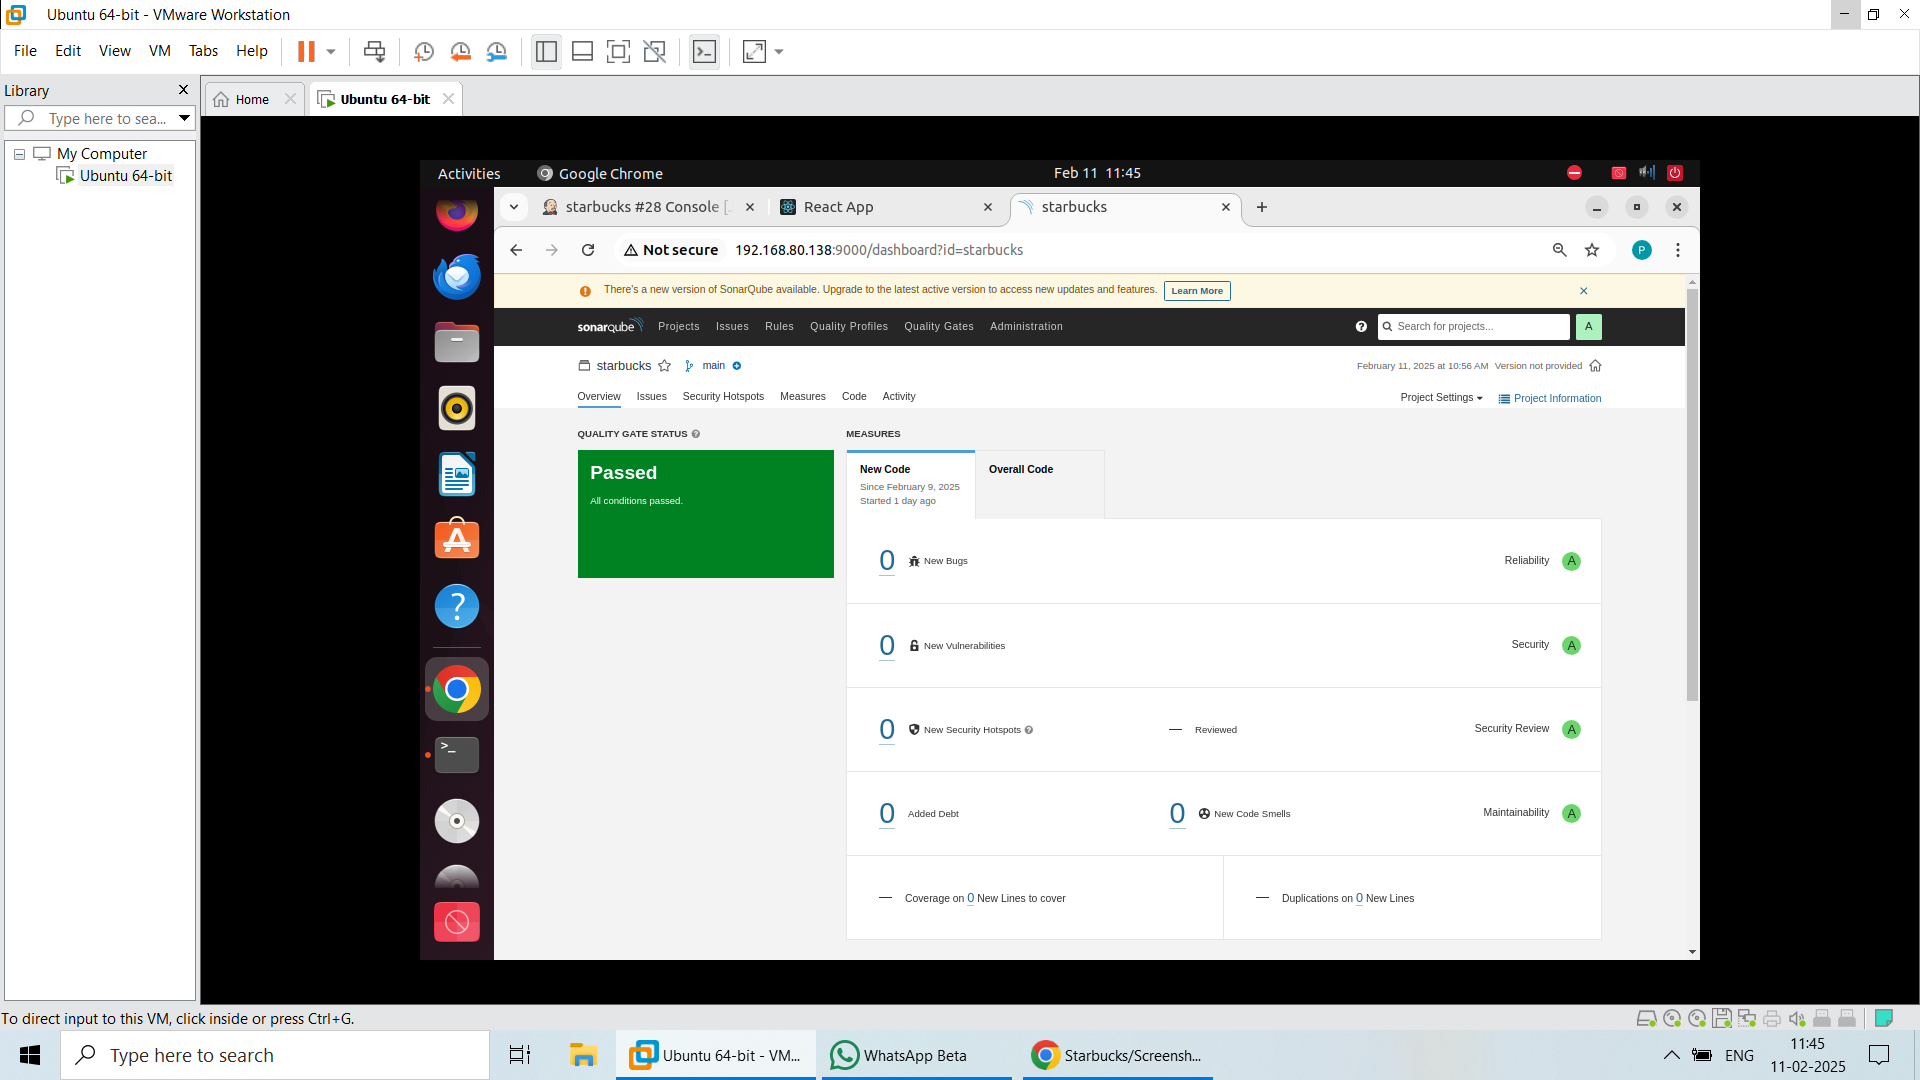 Ubuntu 64-bit - VMware Workstation
File Edit View VM Tabs Help
Library
Type here to sea...
My Computer
Ubuntu 64-bit
Home
Ubuntu 64-bit
Activities
Google Chrome
Feb 11 11:45
starbucks #28 Console [
React App
starbucks
Not secure
192.168.80.138:9000/dashboard?id=starbucks
P
There's a new version of SonarQube available. Upgrade to the latest active version to access new updates and features.
Learn More
sonarqube
Projects Issues Rules Quality Profiles Quality Gates Administration
Search for projects...
A
starbucks
main
February 11, 2025 at 10:56 AM Version not provided
Overview Issues Security Hotspots Measures Code Activity
Project Settings
Project Information
QUALITY GATE STATUS
Passed
All conditions passed.
MEASURES
New Code
Since February 9, 2025
Started 1 day ago
Overall Code
0 New Bugs
Reliability A
0 New Vulnerabilities
Security A
0 New Security Hotspots
— Reviewed
Security Review A
0 Added Debt
0 New Code Smells
Maintainability A
— Coverage on 0 New Lines to cover
— Duplications on 0 New Lines
To direct input to this VM, click inside or press Ctrl+G.
Type here to search
Ubuntu 64-bit - VM...
WhatsApp Beta
Starbucks/Screensh...
ENG
11:45
11-02-2025